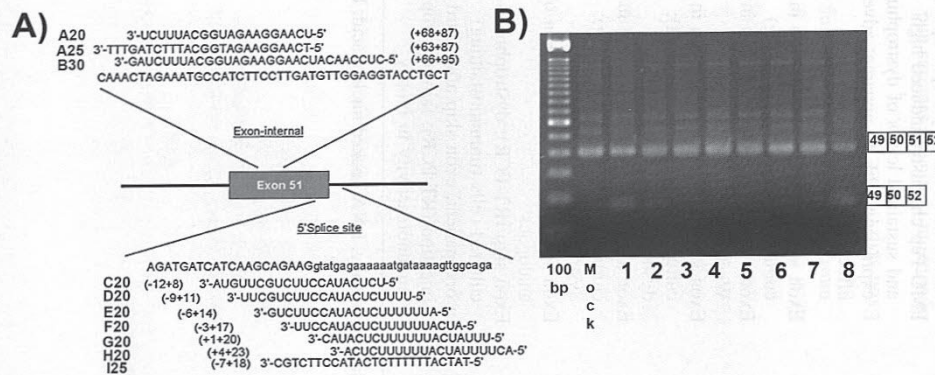 A)
A20 3'-UCUUUACGGUAGAAGGAACU-5' (+68+87)
A25 3'-TTTGATCTTTACGGTAGAAGGAACT-5' (+63+87)
B30 3'-GAUCUUUACGGUAGAAGGAACUACAACCUC-5' (+66+95)
CAAACTAGAAATGCCATCTTCCTTGATGTTGGAGGTACCTGCT
Exon-internal
Exon 51
5'Splice site
AGATGATCATCAAGCAGAAGgtatgagaaaaaatgataaaagttggcaga
C20 (-12+8) 3'-AUGUUCGUCUUCCAUACUCU-5'
D20 (-9+11) 3'-UUCGUCUUCCAUACUCUUUU-5'
E20 (-6+14) 3'-GUCUUCCAUACUCUUUUUUA-5'
F20 (-3+17) 3'-UUCCAUACUCUUUUUUACUA-5'
G20 (+1+20) 3'-CAUACUCUUUUUUACUAUUU-5'
H20 (+4+23) 3'-ACUCUUUUUUACUAUUUUCA-5'
I25 (-7+18) 3'-CGTCTTCCATACTCTTTTTTACTAT-5'
B)
49 50 51 52
49 50 52
100 bp Mock 1 2 3 4 5 6 7 8